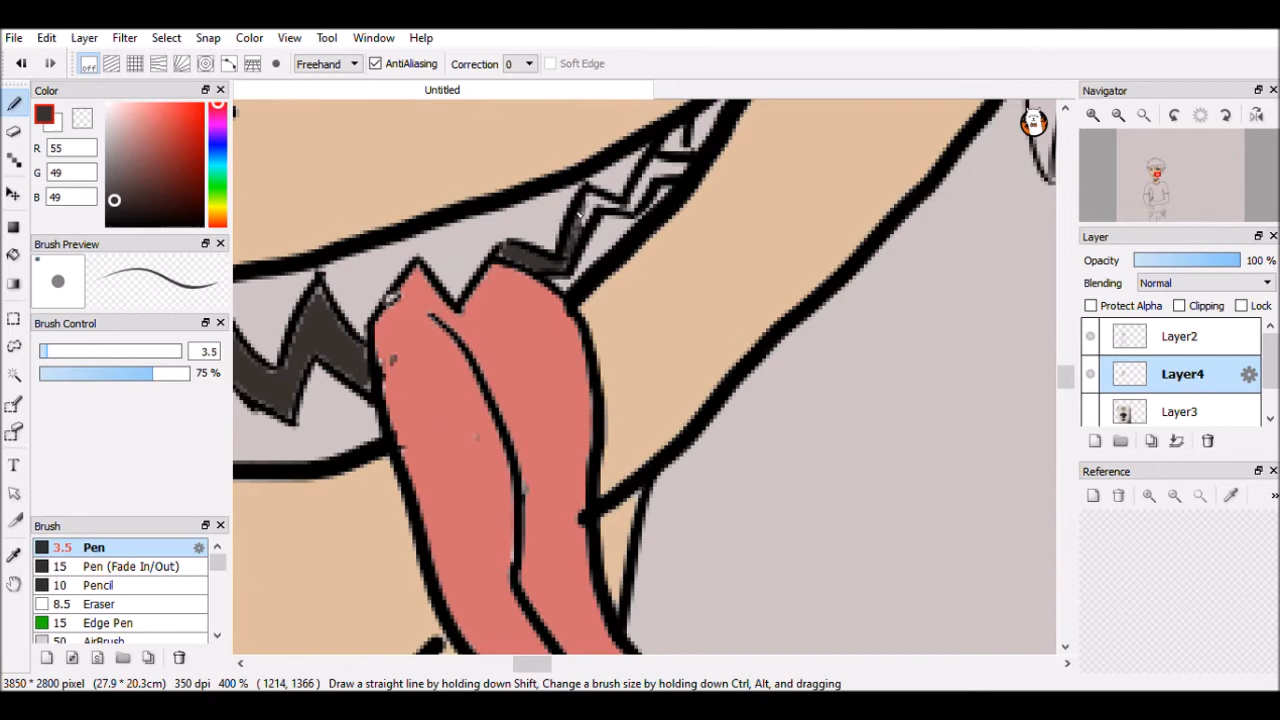 File Edit Layer Filter Select Snap Color View Tool Window Help
off Freehand AntiAliasing Correction 0 Soft Edge
Color
R 55
G 49
B 49
Brush Preview
Brush Control
3.5
75 %
Brush
3.5 Pen
15 Pen (Fade In/Out)
10 Pencil
8.5 Eraser
15 Edge Pen
50 AirBrush
Untitled
Navigator
Layer
Opacity 100 %
Blending Normal
Protect Alpha Clipping Lock
Layer2
Layer4
Layer3
Reference
3850 * 2800 pixel (27.9 * 20.3cm) 350 dpi 400 % ( 1214, 1366 ) Draw a straight line by holding down Shift, Change a brush size by holding down Ctrl, Alt, and dragging